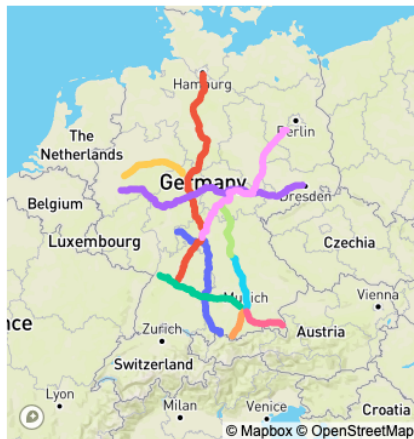 Hamburg
Berlin
The
Netherlands
Germany
Dresden
Belgium
Luxembourg
Czechia
Munich
Vienna
nce
Zurich
Austria
Switzerland
Lyon
Milan
Venice
Croatia
© Mapbox © OpenStreetMap